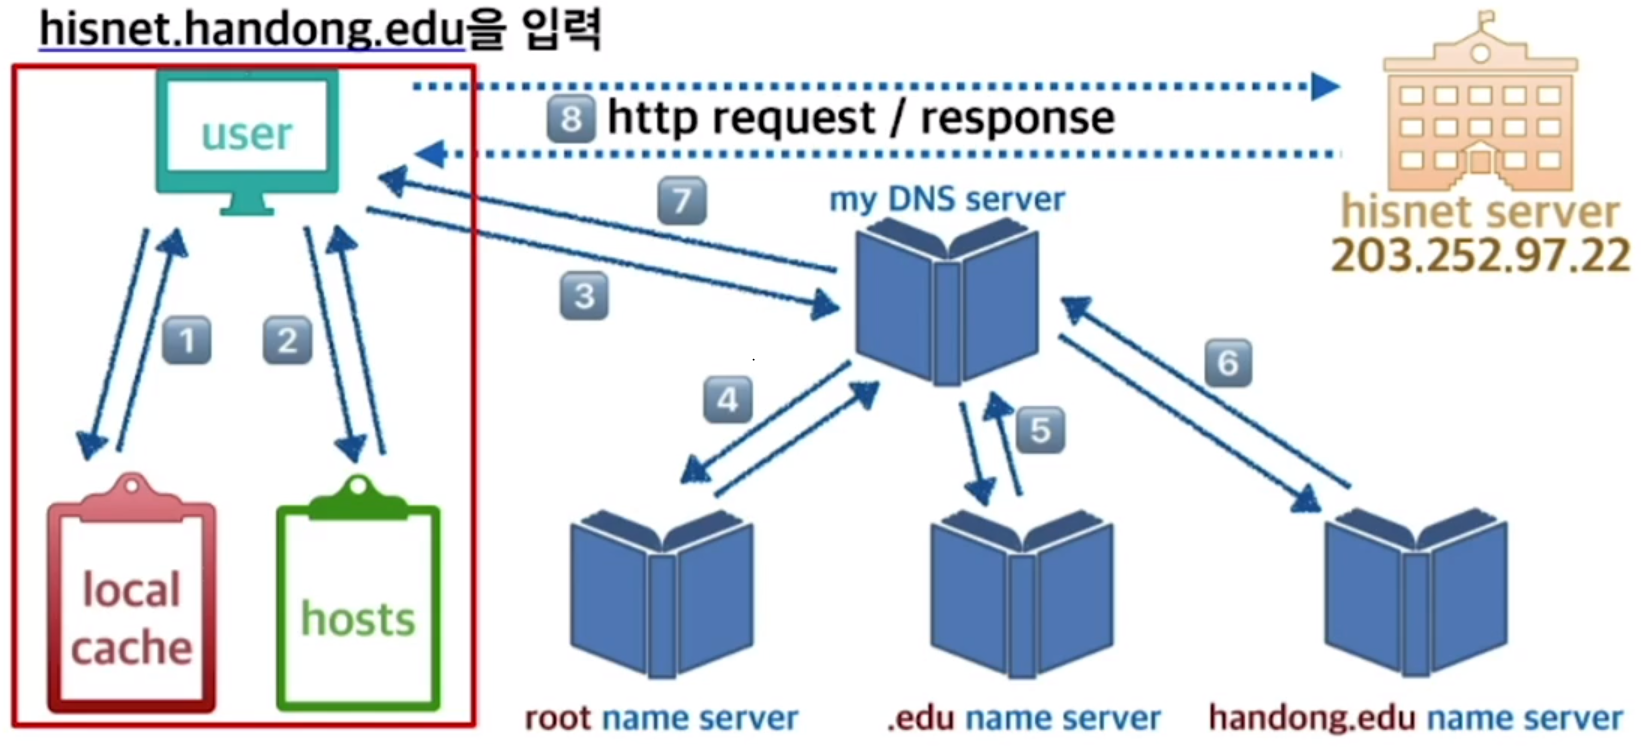 hisnet.handong.edu을 입력
user
8 http request / response
7
my DNS server
hisnet server
203.252.97.22
3
1
2
6
4
5
local
cache
hosts
root name server
.edu name server
handong.edu name server